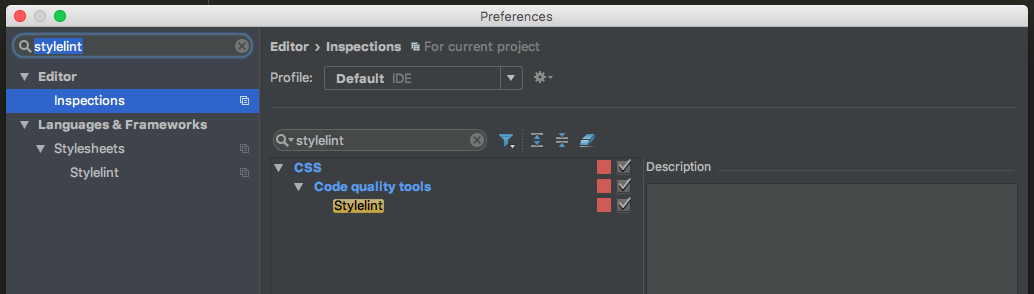 Preferences
stylelint
Editor
Inspections
Languages & Frameworks
Stylesheets
Stylelint
Editor › Inspections For current project
Profile: Default IDE
stylelint
CSS
Code quality tools
Stylelint
Description